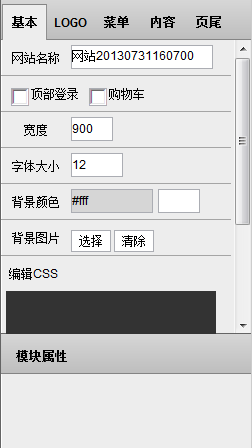 基本 LOGO 菜单 内容 页尾
网站名称 网站20130731160700
顶部登录 购物车
宽度 900
字体大小 12
背景颜色 #fff
背景图片 选择 清除
编辑CSS
模块属性